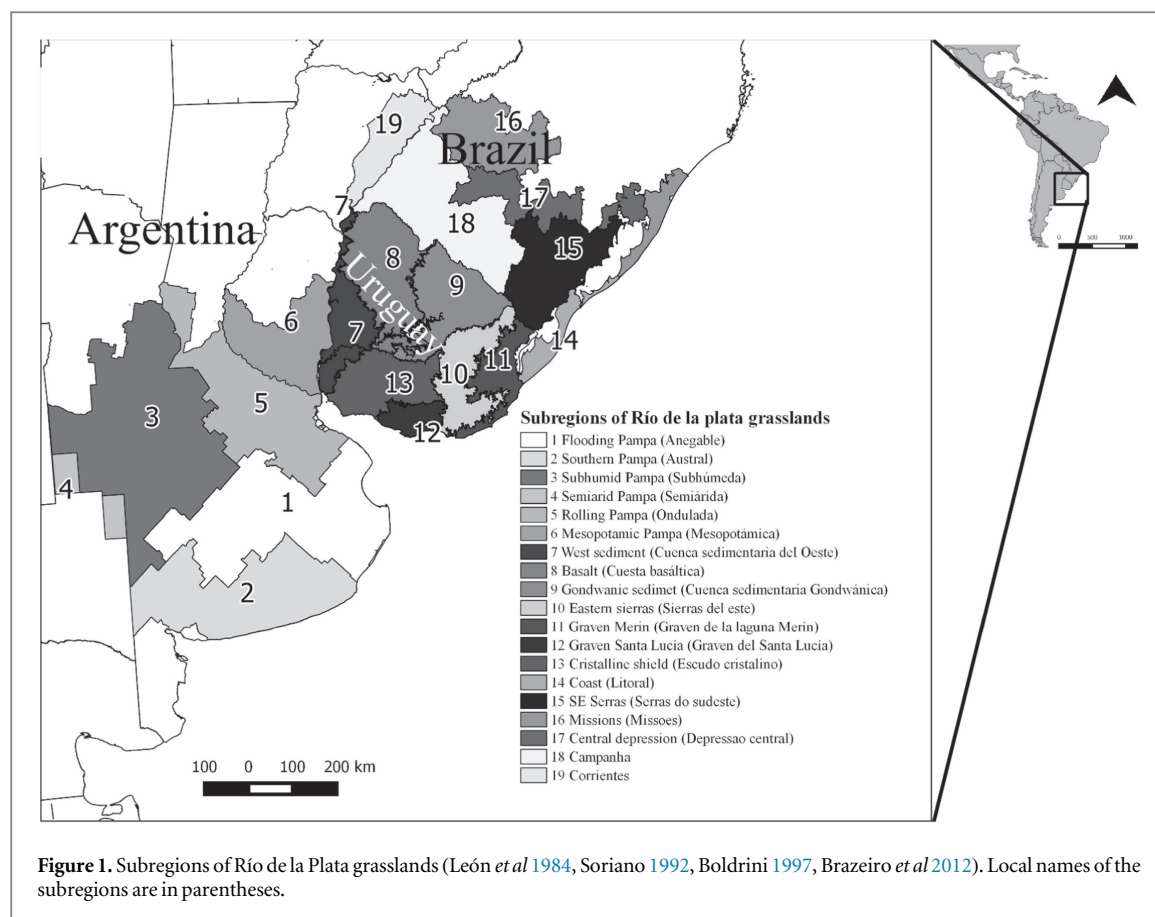 19
16
Brazil
7
17
Argentina
18
15
8
Uruguay
9
6
7
14
11
10
13
3
5
12
4
1
2
0 500 1000
Subregions of Río de la plata grasslands
1 Flooding Pampa (Anegable)
2 Southern Pampa (Austral)
3 Subhumid Pampa (Subhúmeda)
4 Semiarid Pampa (Semiárida)
5 Rolling Pampa (Ondulada)
6 Mesopotamic Pampa (Mesopotámica)
7 West sediment (Cuenca sedimentaria del Oeste)
8 Basalt (Cuesta basáltica)
9 Gondwanic sedimet (Cuenca sedimentaria Gondwánica)
10 Eastern sierras (Sierras del este)
11 Graven Merin (Graven de la laguna Merin)
12 Graven Santa Lucía (Graven del Santa Lucía)
13 Cristalline shield (Escudo cristalino)
14 Coast (Litoral)
15 SE Serras (Serras do sudeste)
16 Missions (Missoes)
17 Central depression (Depressao central)
18 Campanha
19 Corrientes
100 0 100 200 km
Figure 1. Subregions of Río de la Plata grasslands (León et al 1984, Soriano 1992, Boldrini 1997, Brazeiro et al 2012). Local names of the
subregions are in parentheses.